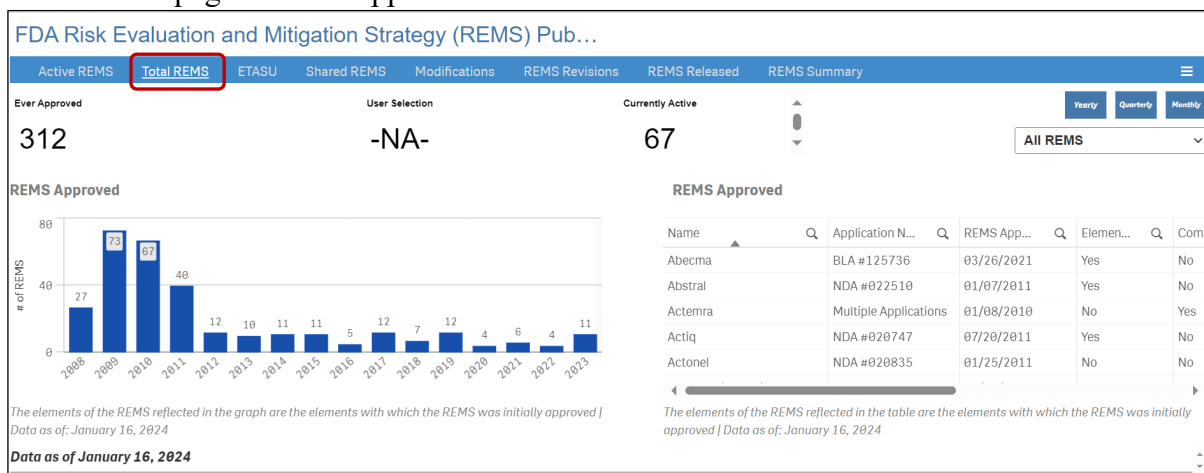 FDA Risk Evaluation and Mitigation Strategy (REMS) Pub...
Active REMS Total REMS ETASU Shared REMS Modifications REMS Revisions REMS Released REMS Summary
Ever Approved User Selection Currently Active Yearly Quarterly Monthly
312 -NA- 67 All REMS
REMS Approved
80
40
0
# of REMS
27 73 67 40 12 10 11 11 5 12 7 12 4 6 4 11
2008 2009 2010 2011 2012 2013 2014 2015 2016 2017 2018 2019 2020 2021 2022 2023
The elements of the REMS reflected in the graph are the elements with which the REMS was initially approved |
Data as of: January 16, 2024
REMS Approved
Name Application N... REMS App... Elemen... Com
Abecma BLA #125736 03/26/2021 Yes No
Abstral NDA #022510 01/07/2011 Yes No
Actemra Multiple Applications 01/08/2010 No Yes
Actiq NDA #020747 07/20/2011 Yes No
Actonel NDA #020835 01/25/2011 No No
The elements of the REMS reflected in the table are the elements with which the REMS was initially
approved | Data as of: January 16, 2024
Data as of January 16, 2024